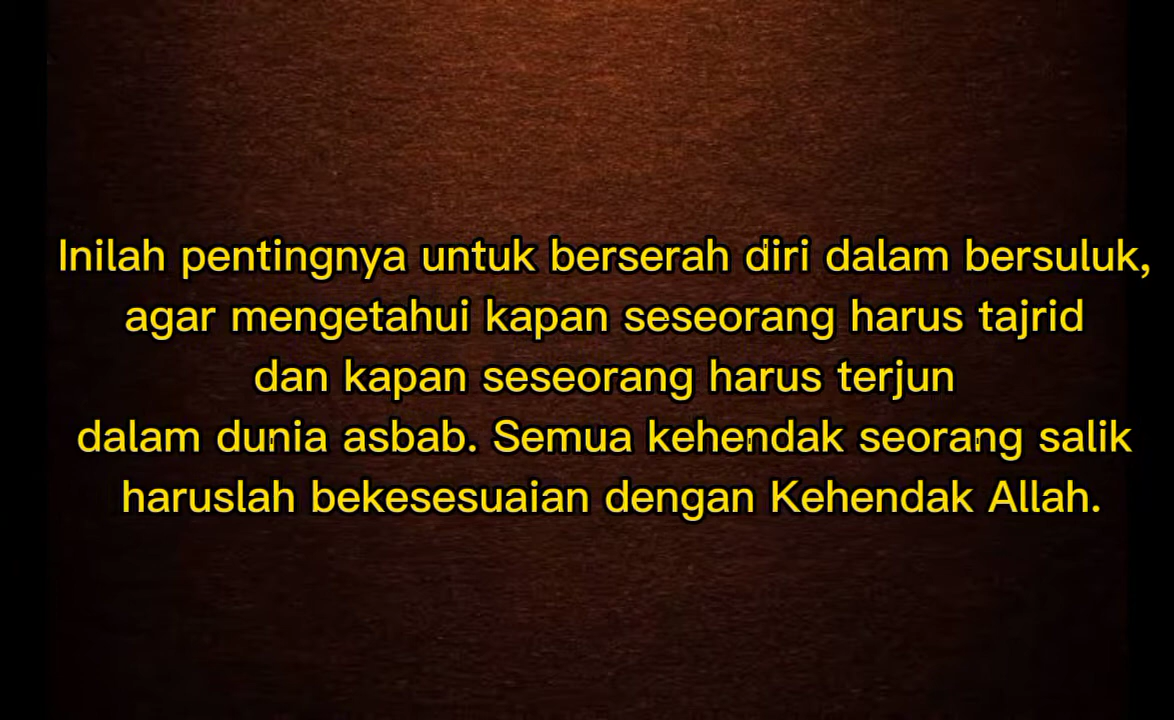 Inilah pentingnya untuk berserah diri dalam bersuluk,
agar mengetahui kapan seseorang harus tajrid
dan kapan seseorang harus terjun
dalam dunia asbab. Semua kehendak seorang salik
haruslah bekesesuaian dengan Kehendak Allah.